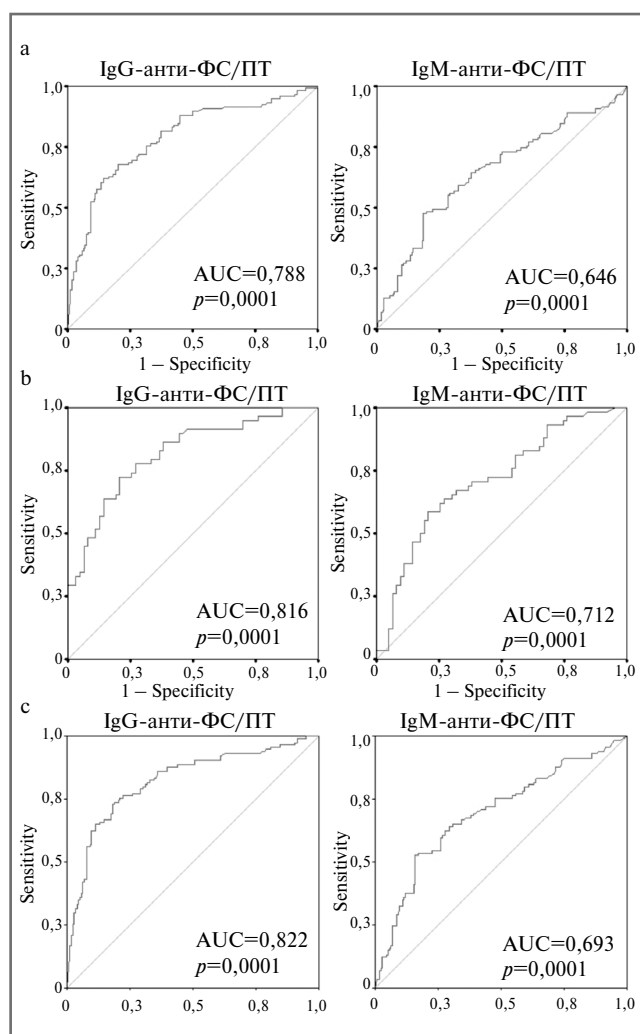 a
IgG-анти-ФС/ПТ
1,0
0,8
0,5
0,3
0
Sensitivity
AUC=0,788
p=0,0001
0 0,3 0,5 0,8 1,0
1 – Specificity
IgM-анти-ФС/ПТ
1,0
0,8
0,5
0,3
0
Sensitivity
AUC=0,646
p=0,0001
0 0,3 0,5 0,8 1,0
1 – Specificity
b
IgG-анти-ФС/ПТ
1,0
0,8
0,5
0,3
0
Sensitivity
AUC=0,816
p=0,0001
0 0,3 0,5 0,8 1,0
1 – Specificity
IgM-анти-ФС/ПТ
1,0
0,8
0,5
0,3
0
Sensitivity
AUC=0,712
p=0,0001
0 0,3 0,5 0,8 1,0
1 – Specificity
c
IgG-анти-ФС/ПТ
1,0
0,8
0,5
0,3
0
Sensitivity
AUC=0,822
p=0,0001
0,3 0,5 0,8 1,0
IgM-анти-ФС/ПТ
1,0
0,8
0,5
0,3
0
Sensitivity
AUC=0,693
p=0,0001
0,3 0,5 0,8 1,0